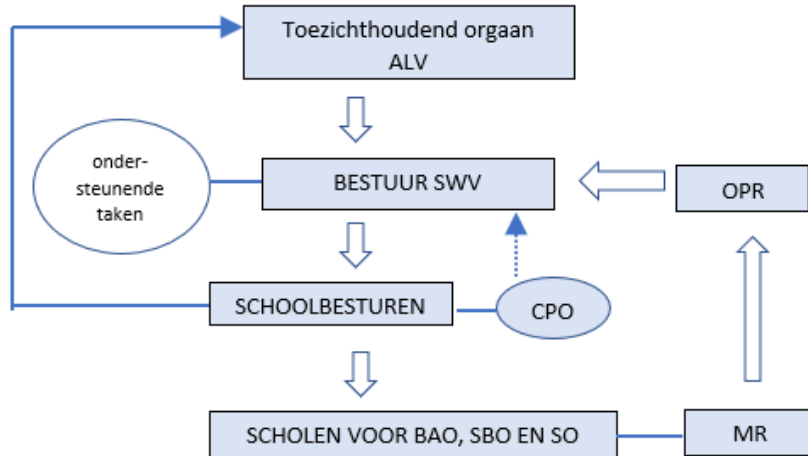 Toezichthoudend orgaan
ALV
onder-
steunende
taken
BESTUUR SWV
OPR
SCHOOLBESTUREN
CPO
SCHOLEN VOOR BAO, SBO EN SO
MR